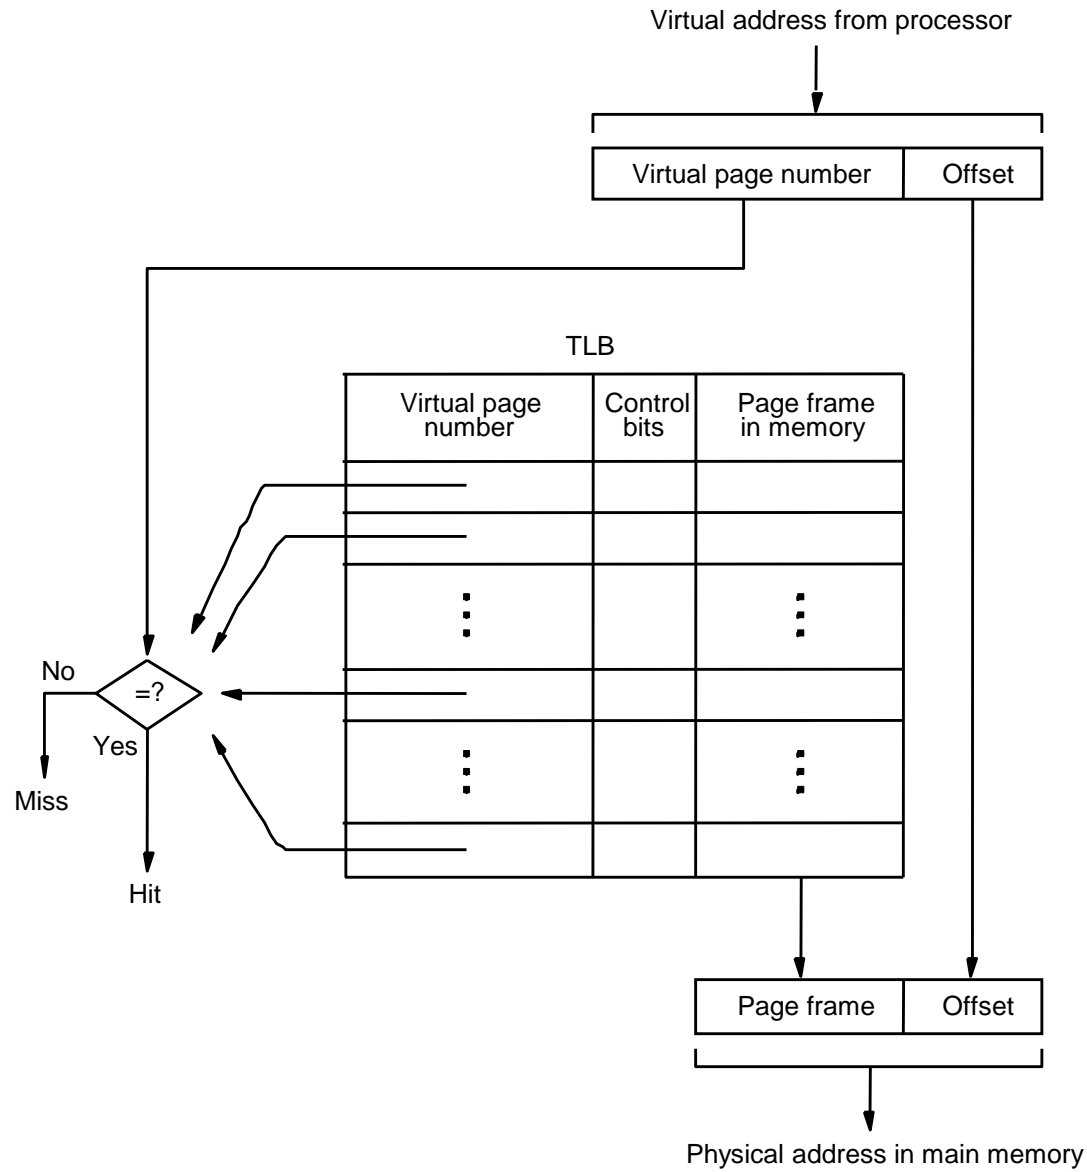 Virtual address from processor
Virtual page number
Offset
TLB
Virtual page
number
Control
bits
Page frame
in memory
No
=?
Yes
Miss
Hit
Page frame
Offset
Physical address in main memory